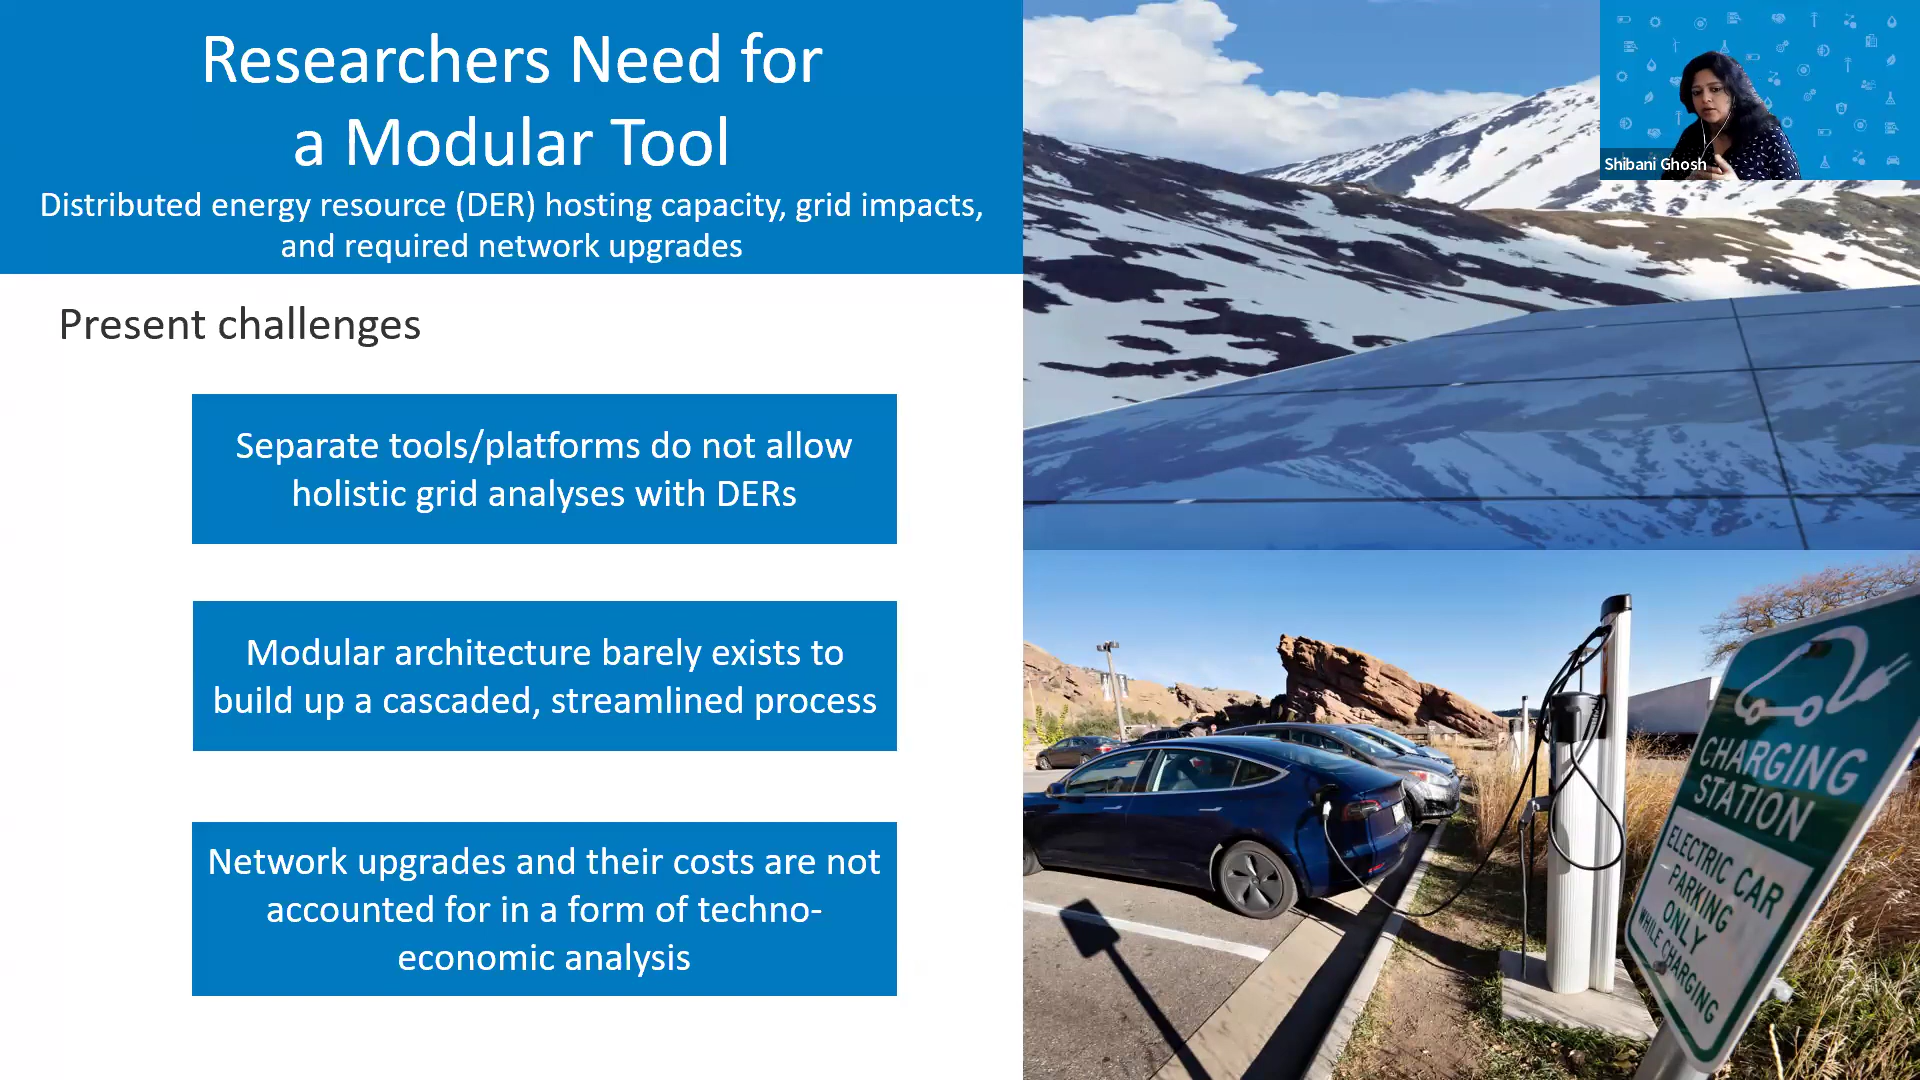 Researchers Need for
a Modular Tool
Distributed energy resource (DER) hosting capacity, grid impacts,
and required network upgrades
Present challenges
Separate tools/platforms do not allow
holistic grid analyses with DERs
Modular architecture barely exists to
build up a cascaded, streamlined process
Network upgrades and their costs are not
accounted for in a form of techno-
economic analysis
Shibani Ghosh
CHARGING
STATION
ELECTRIC CAR
PARKING
ONLY
WHILE CHARGING